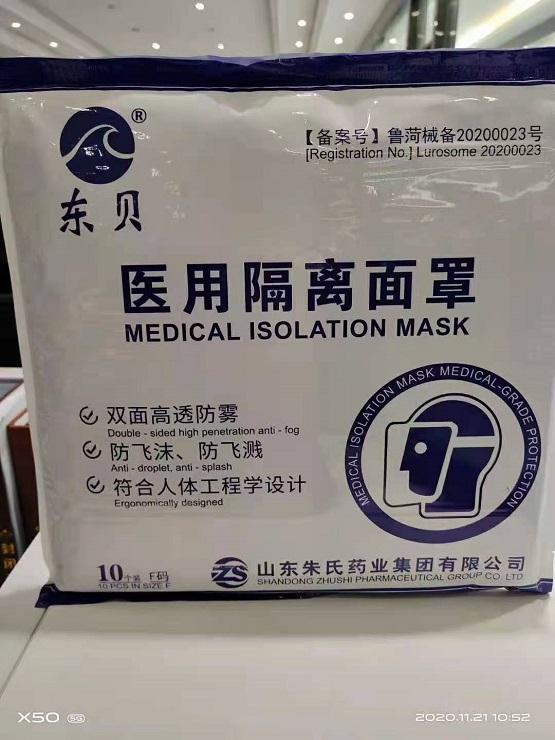 ®
东贝
【备案号】鲁菏械备20200023号
[Registration No.] Lurosome 20200023
医用隔离面罩
MEDICAL ISOLATION MASK
双面高透防雾
Double - sided high penetration anti - fog
防飞沫、防飞溅
Anti - droplet, anti - splash
符合人体工程学设计
Ergonomically designed
MEDICAL ISOLATION MASK MEDICAL-GRADE PROTECTION
10个装 F码
10 PCS IN SIZE F
ZS 山东朱氏药业集团有限公司
SHANDONG ZHUSHI PHARMACEUTICAL GROUP CO. LTD
封闭
X50 5G
2020.11.21 10:52